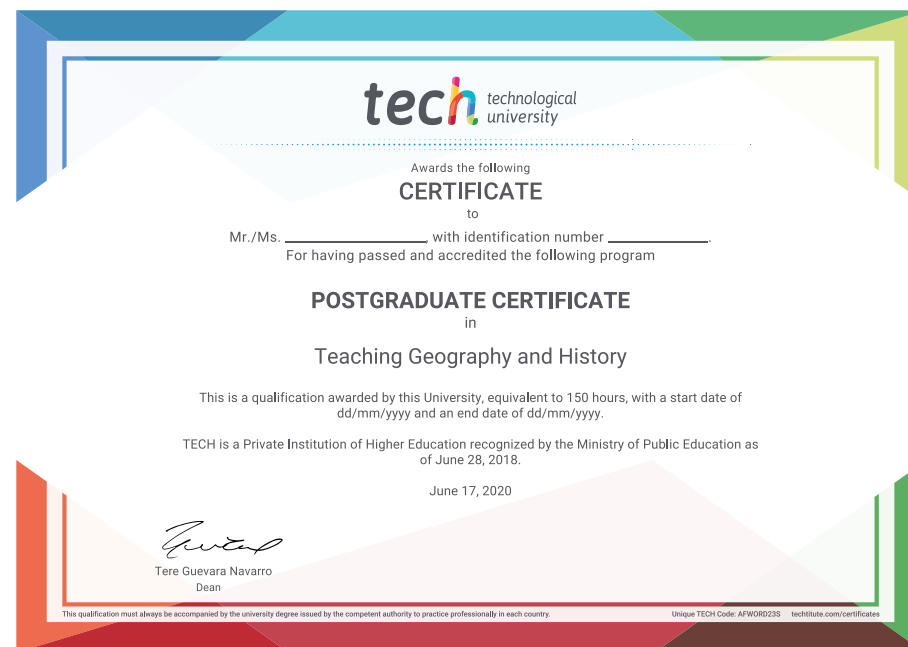 tech technological
university
Awards the following
CERTIFICATE
to
Mr./Ms. ____________, with identification number ____________.
For having passed and accredited the following program
POSTGRADUATE CERTIFICATE
in
Teaching Geography and History
This is a qualification awarded by this University, equivalent to 150 hours, with a start date of
dd/mm/yyyy and an end date of dd/mm/yyyy.
TECH is a Private Institution of Higher Education recognized by the Ministry of Public Education as
of June 28, 2018.
June 17, 2020
Tere Guevara Navarro
Dean
This qualification must always be accompanied by the university degree issued by the competent authority to practice professionally in each country. Unique TECH Code: AFWORD23S techtitute.com/certificates